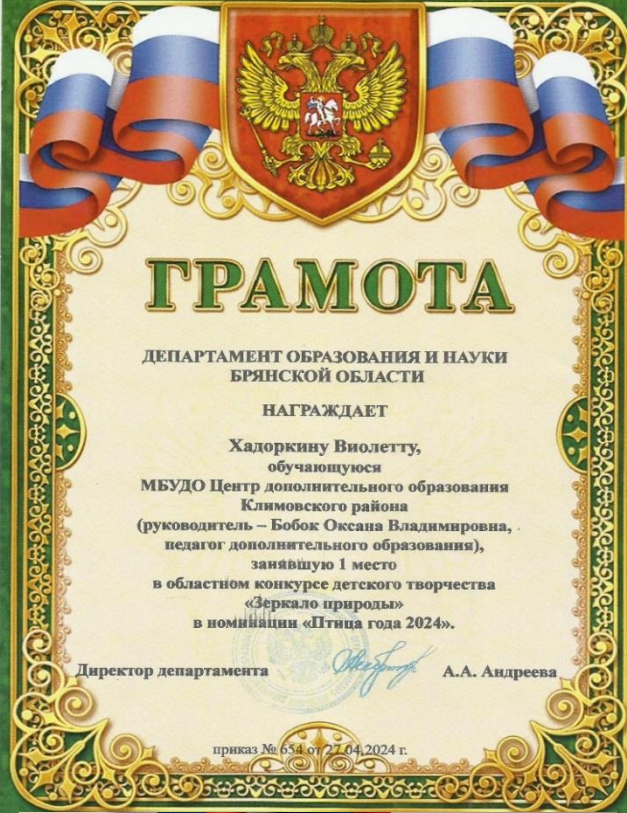 ГРАМОТА
ДЕПАРТАМЕНТ ОБРАЗОВАНИЯ И НАУКИ
БРЯНСКОЙ ОБЛАСТИ
НАГРАЖДАЕТ
Хадоркину Виолетту,
обучающуюся
МБУДО Центр дополнительного образования
Климовского района
(руководитель – Бобок Оксана Владимировна,
педагог дополнительного образования),
занявшую 1 место
в областном конкурсе детского творчества
«Зеркало природы»
в номинации «Птица года 2024».
Директор департамента А.А. Андреева
приказ № 654 от 27.04.2024 г.